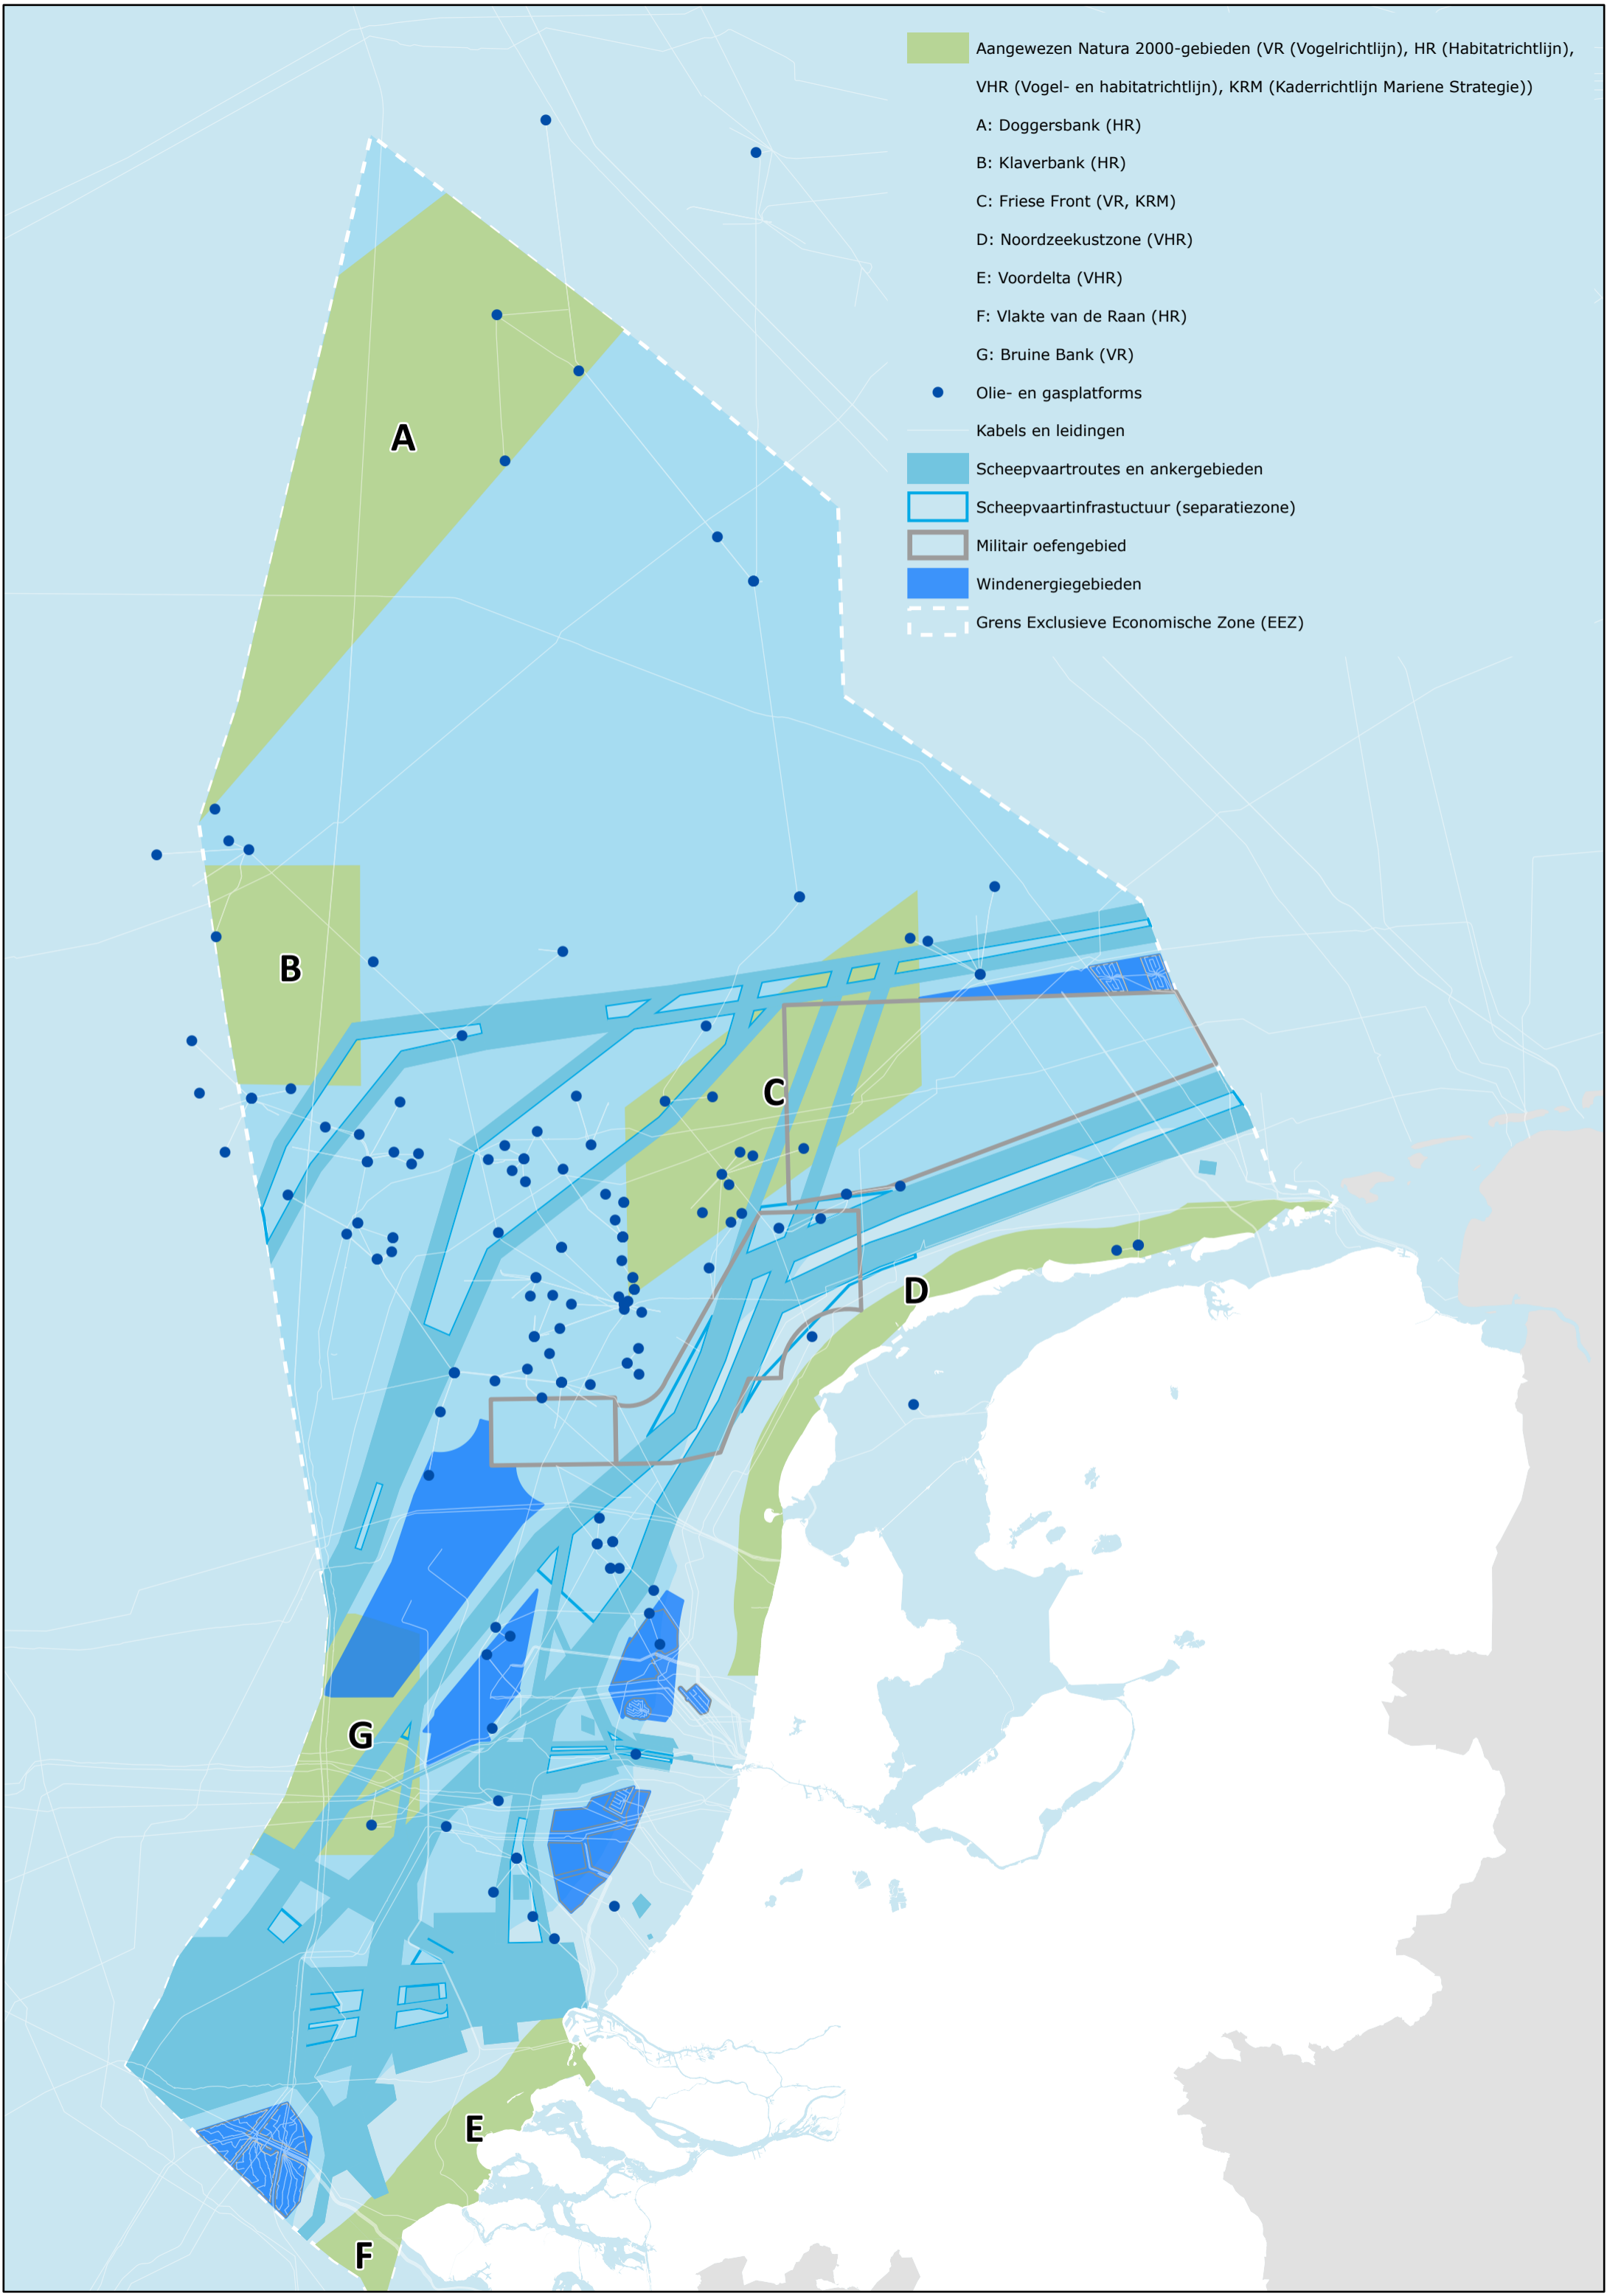 Aangewezen Natura 2000-gebieden (VR (Vogelrichtlijn), HR (Habitatrichtlijn),
VHR (Vogel- en habitatrichtlijn), KRM (Kaderrichtlijn Mariene Strategie))
A: Doggersbank (HR)
B: Klaverbank (HR)
C: Friese Front (VR, KRM)
D: Noordzeekustzone (VHR)
E: Voordelta (VHR)
F: Vlakte van de Raan (HR)
G: Bruine Bank (VR)
Olie- en gasplatforms
Kabels en leidingen
Scheepvaartroutes en ankergebieden
Scheepvaartinfrastuctuur (separatiezone)
Militair oefengebied
Windenergiegebieden
Grens Exclusieve Economische Zone (EEZ)
A
B
C
D
G
E
F